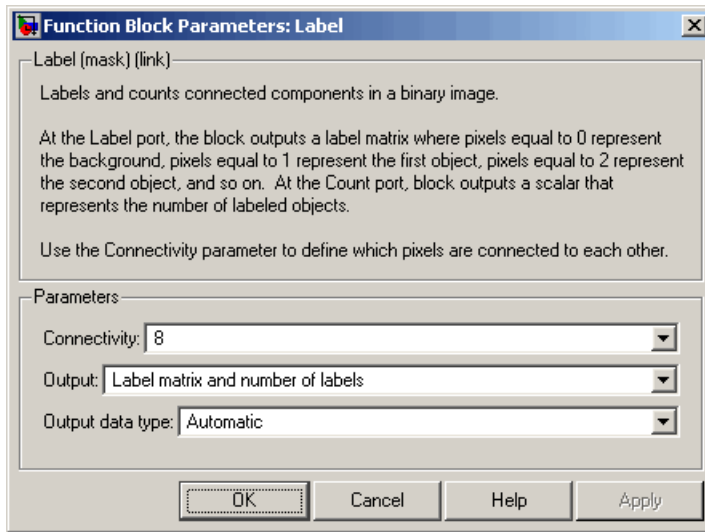 Function Block Parameters: Label
Label (mask) (link)
Labels and counts connected components in a binary image.
At the Label port, the block outputs a label matrix where pixels equal to 0 represent
the background, pixels equal to 1 represent the first object, pixels equal to 2 represent
the second object, and so on.  At the Count port, block outputs a scalar that
represents the number of labeled objects.
Use the Connectivity parameter to define which pixels are connected to each other.
Parameters
Connectivity: 8
Output: Label matrix and number of labels
Output data type: Automatic
OK Cancel Help Apply